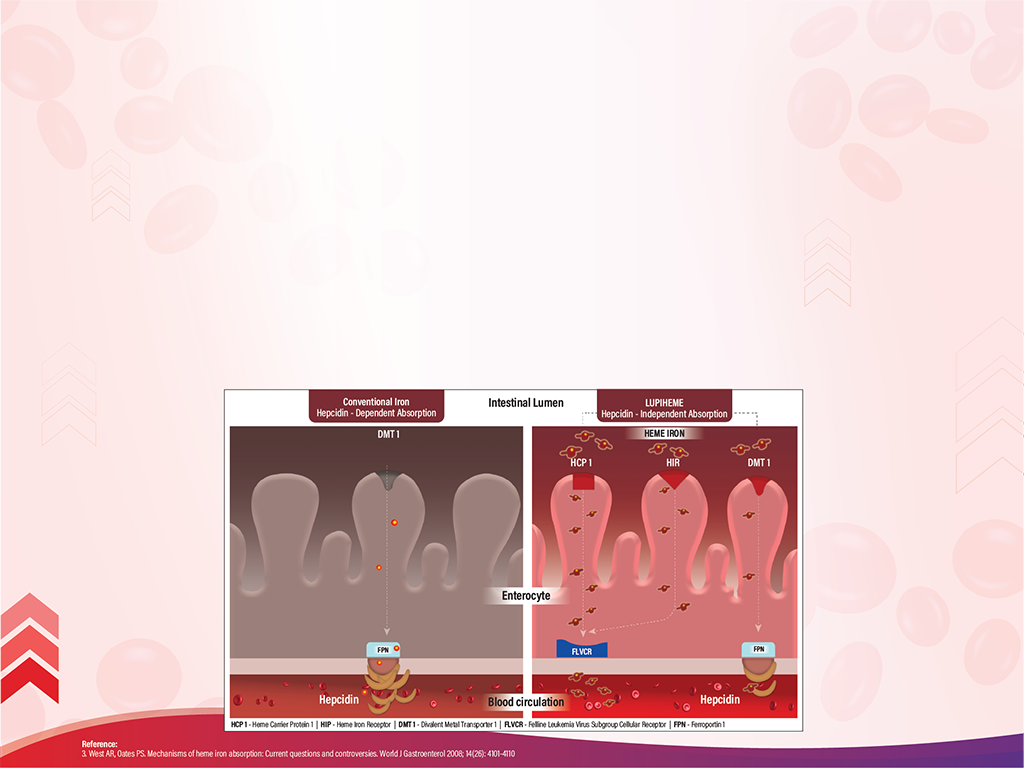 Conventional Iron
Hepcidin - Dependent Absorption
Intestinal Lumen
LUPIHEME
Hepcidin - Independent Absorption
DMT 1
HEME IRON
HCP 1
HIR
DMT 1
Enterocyte
FPN
FLVCR
FPN
Hepcidin
Blood circulation
Hepcidin
HCP 1 - Heme Carrier Protein 1 | HIP - Heme Iron Receptor | DMT 1 - Divalent Metal Transporter 1 | FLVCR - Felline Leukemia Virus Subgroup Cellular Receptor | FPN - Ferroportin 1
Reference:
3. West AR, Oates PS. Mechanisms of heme iron absorption: Current questions and controversies. World J Gastroenterol 2008; 14(26): 4101-4110